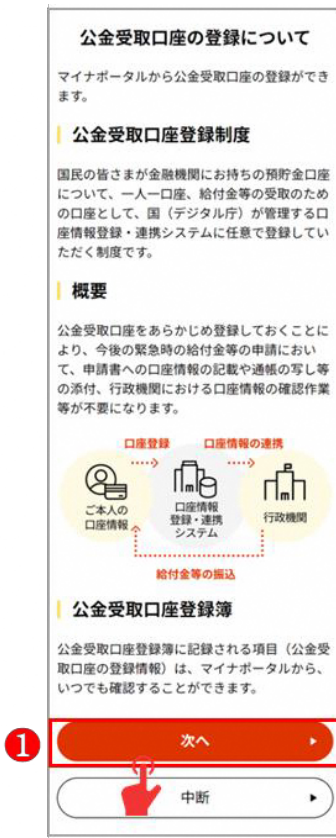 公金受取口座の登録について
マイナポータルから公金受取口座の登録ができ
ます。
公金受取口座登録制度
国民の皆さまが金融機関にお持ちの預貯金口座
について、一人一口座、給付金等の受取のため
の口座として、国（デジタル庁）が管理する口
座情報登録・連携システムに任意で登録してい
ただく制度です。
概要
公金受取口座をあらかじめ登録しておくことに
より、今後の緊急時の給付金等の申請におい
て、申請書への口座情報の記載や通帳の写し等
の添付、行政機関における口座情報の確認作業
等が不要になります。
口座登録
口座情報の連携
ご本人の
口座情報
口座情報
登録・連携
システム
行政機関
給付金等の振込
公金受取口座登録簿
公金受取口座登録簿に記録される項目（公金受
取口座の登録情報）は、マイナポータルから、
いつでも確認することができます。
1
次へ
中断